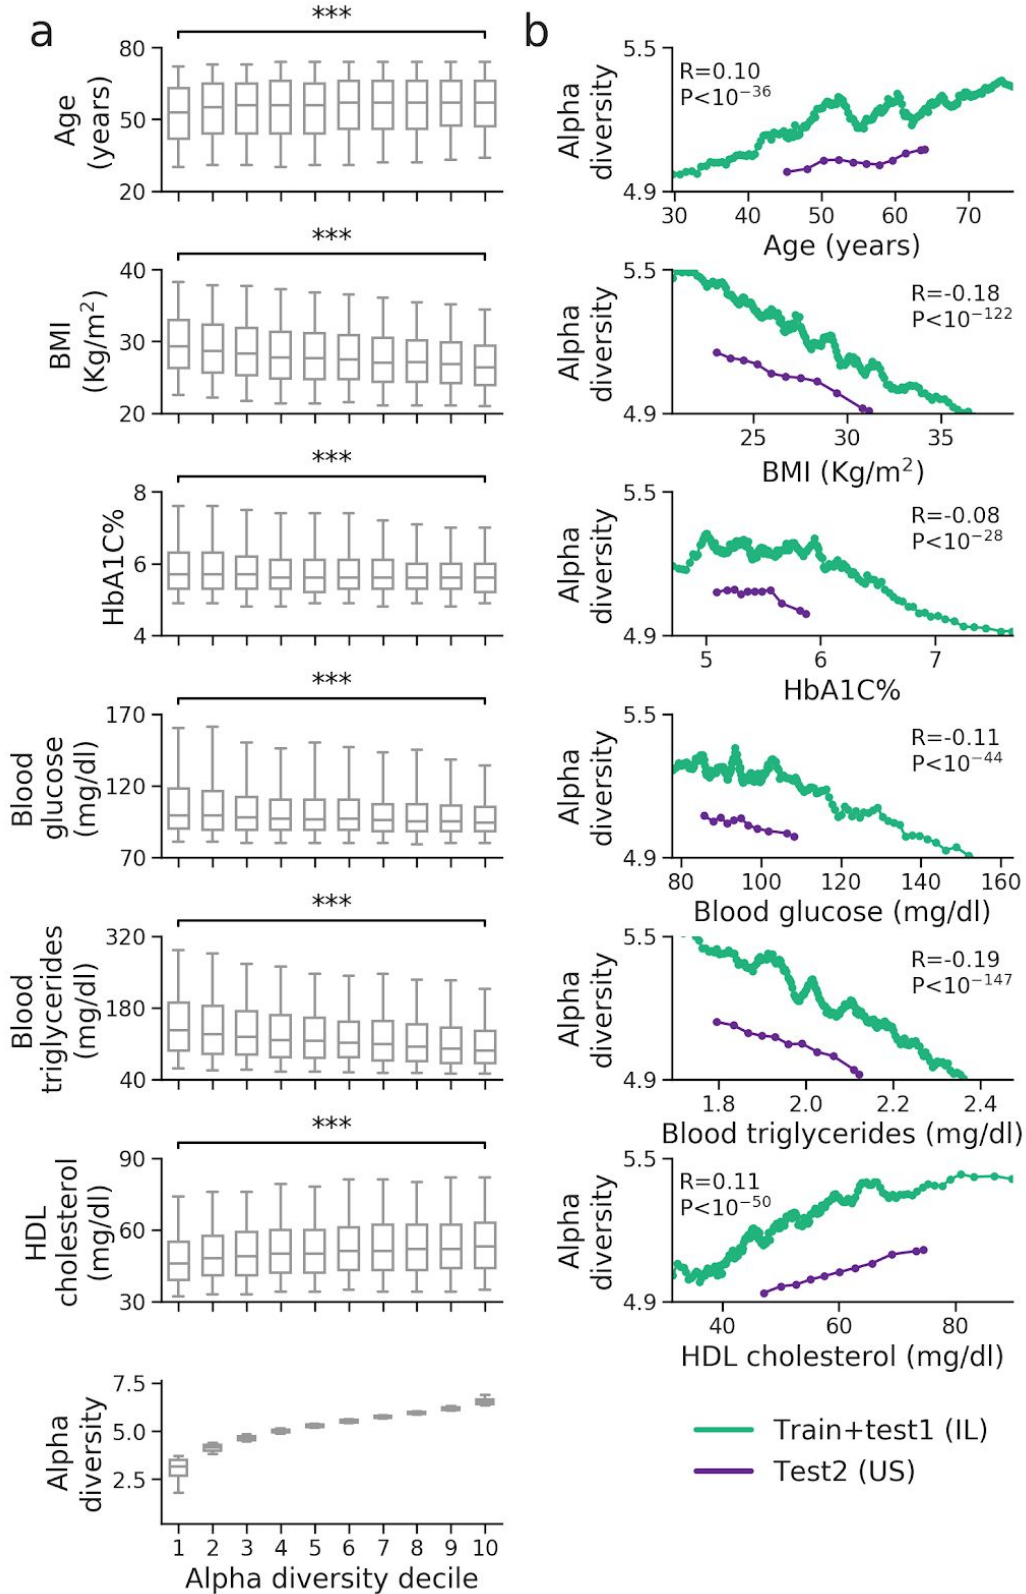 a
***
Age
(years)
80
50
20
***
BMI
(Kg/m²)
40
30
20
***
HbA1C%
8
6
4
***
Blood
glucose
(mg/dl)
170
120
70
***
Blood
triglycerides
(mg/dl)
320
180
40
***
HDL
cholesterol
(mg/dl)
90
60
30
Alpha
diversity
7.5
5.0
2.5
1 2 3 4 5 6 7 8 9 10
Alpha diversity decile
b
Alpha
diversity
5.5
4.9
R=0.10
P<10⁻³⁶
30 40 50 60 70
Age (years)
Alpha
diversity
5.5
4.9
R=-0.18
P<10⁻¹²²
25 30 35
BMI (Kg/m²)
Alpha
diversity
5.5
4.9
R=-0.08
P<10⁻²⁸
5 6 7
HbA1C%
Alpha
diversity
5.5
4.9
R=-0.11
P<10⁻⁴⁴
80 100 120 140 160
Blood glucose (mg/dl)
Alpha
diversity
5.5
4.9
R=-0.19
P<10⁻¹⁴⁷
1.8 2.0 2.2 2.4
Blood triglycerides (mg/dl)
Alpha
diversity
5.5
4.9
R=0.11
P<10⁻⁵⁰
40 60 80
HDL cholesterol (mg/dl)
Train+test1 (IL)
Test2 (US)